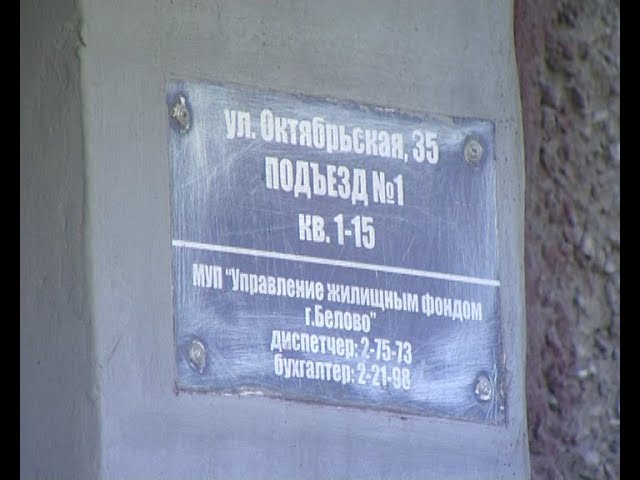 ул. Октябрьская, 35
ПОДЪЕЗД №1
кв. 1-15
МУП "Управление жилищным фондом
г.Белово"
диспетчер: 2-75-73
бухгалтер: 2-21-98